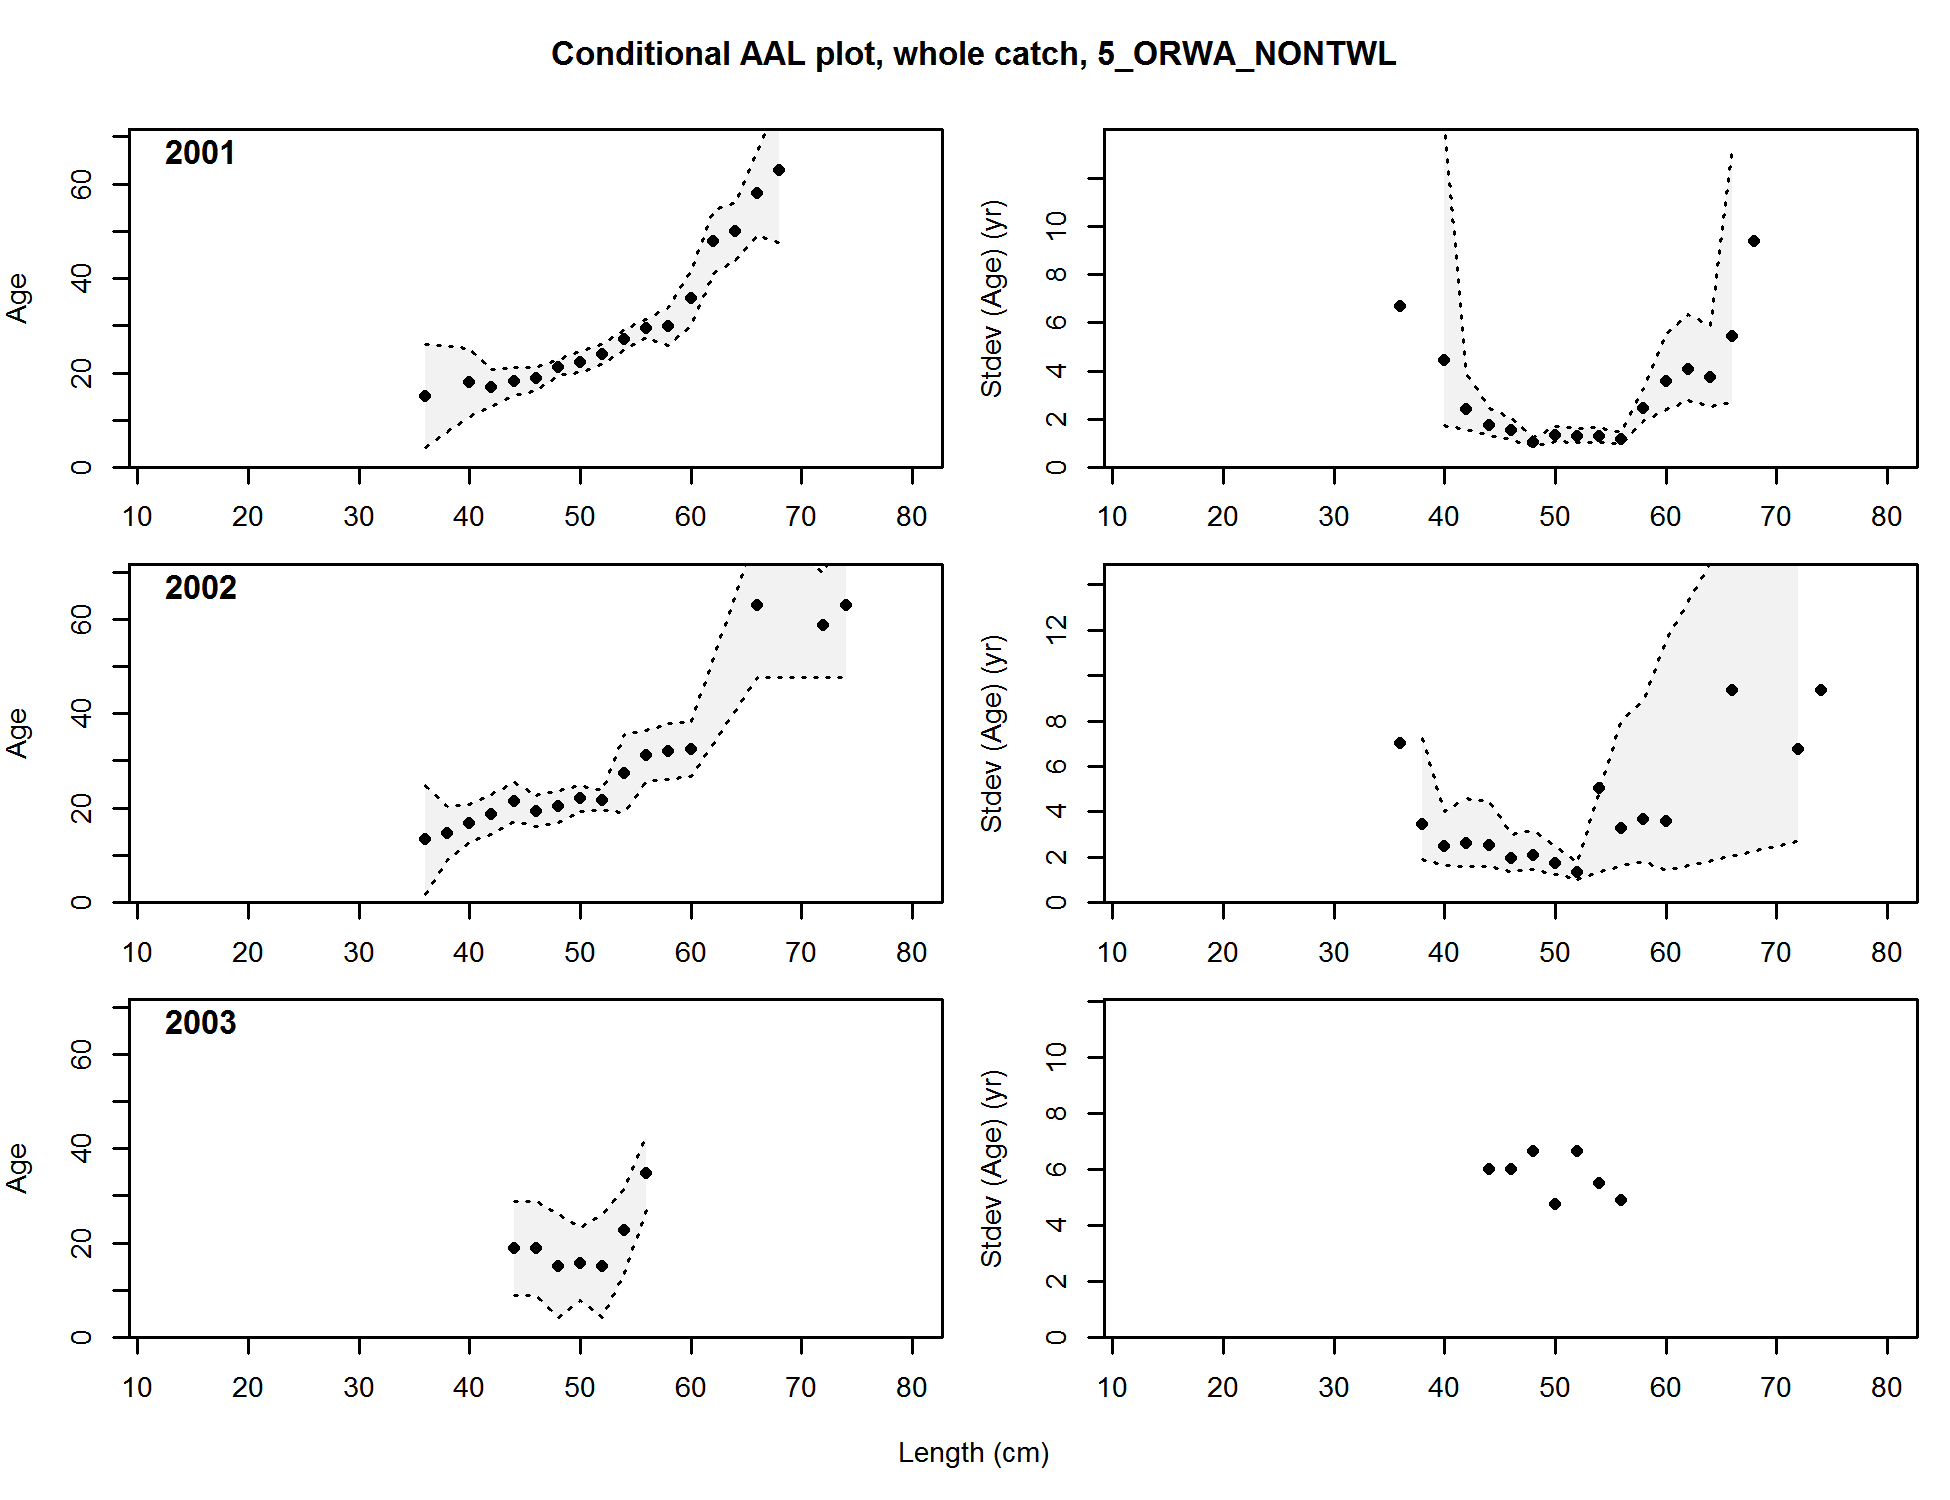 Conditional AAL plot, whole catch, 5_ORWA_NONTWL
2001
Age
0 20 40 60
10 20 30 40 50 60 70 80
Stdev (Age) (yr)
0 2 4 6 8 10
10 20 30 40 50 60 70 80
2002
Age
0 20 40 60
10 20 30 40 50 60 70 80
Stdev (Age) (yr)
0 2 4 6 8 12
10 20 30 40 50 60 70 80
2003
Age
0 20 40 60
10 20 30 40 50 60 70 80
Stdev (Age) (yr)
0 2 4 6 8 10
10 20 30 40 50 60 70 80
Length (cm)